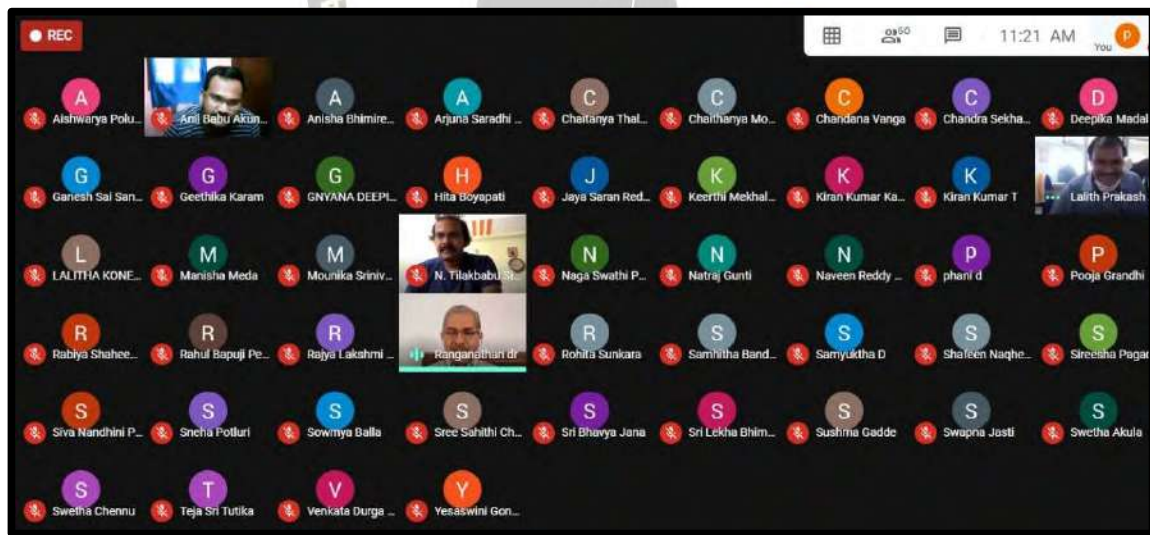 REC
60
11:21 AM
You
P
A A A C C C C D
Aishwarya Polu... Anil Babu Akun... Anisha Bhimire... Arjuna Saradhi ... Chaitanya Thal... Chaithanya Mo... Chandana Vanga Chandra Sekha... Deepika Madal
G G G H J K K K
Ganesh Sai San... Geethika Karam GNYANA DEEPI... Hita Boyapati Jaya Saran Red... Keerthi Mekhal... Kiran Kumar Ka... Kiran Kumar T Lalith Prakash
L M M N N N p P
LALITHA KONE... Manisha Meda Mounika Sriniv... N. Tilakbabu Naga Swathi P... Natraj Gunti Naveen Reddy ... phani d Pooja Grandhi
R R R R S S S S
Rabiya Shahee... Rahul Bapuji Pe... Rajya Lakshmi ... Ranganathan dr Rohita Sunkara Samhitha Band... Samyuktha D Shafeen Naqhe... Sireesha Pagad
S S S S S S S S S
Siva Nandhini P... Sneha Potluri Sowmya Balla Sree Sahithi Ch... Sri Bhavya Jana Sri Lekha Bhim... Sushma Gadde Swapna Jasti Swetha Akula
S T V Y
Swetha Chennu Teja Sri Tutika Venkata Durga ... Yesaswini Gon...